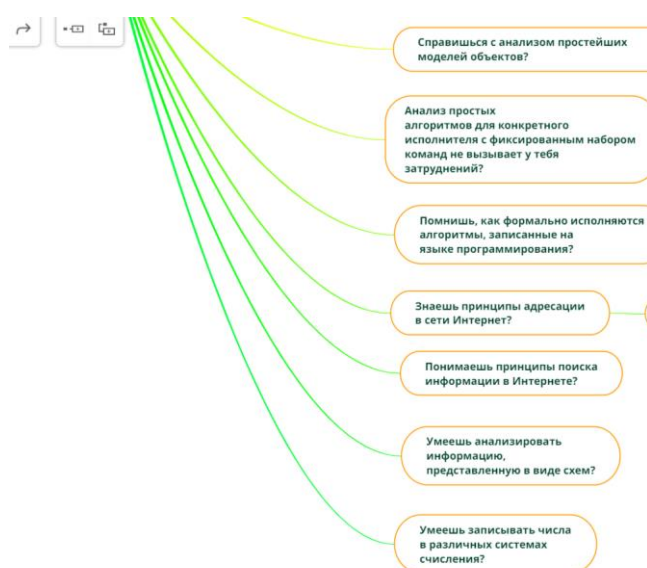 Справишься с анализом простейших
моделей объектов?
Анализ простых
алгоритмов для конкретного
исполнителя с фиксированным набором
команд не вызывает у тебя
затруднений?
Помнишь, как формально исполняются
алгоритмы, записанные на
языке программирования?
Знаешь принципы адресации
в сети Интернет?
Понимаешь принципы поиска
информации в Интернете?
Умеешь анализировать
информацию,
представленную в виде схем?
Умеешь записывать числа
в различных системах
счисления?